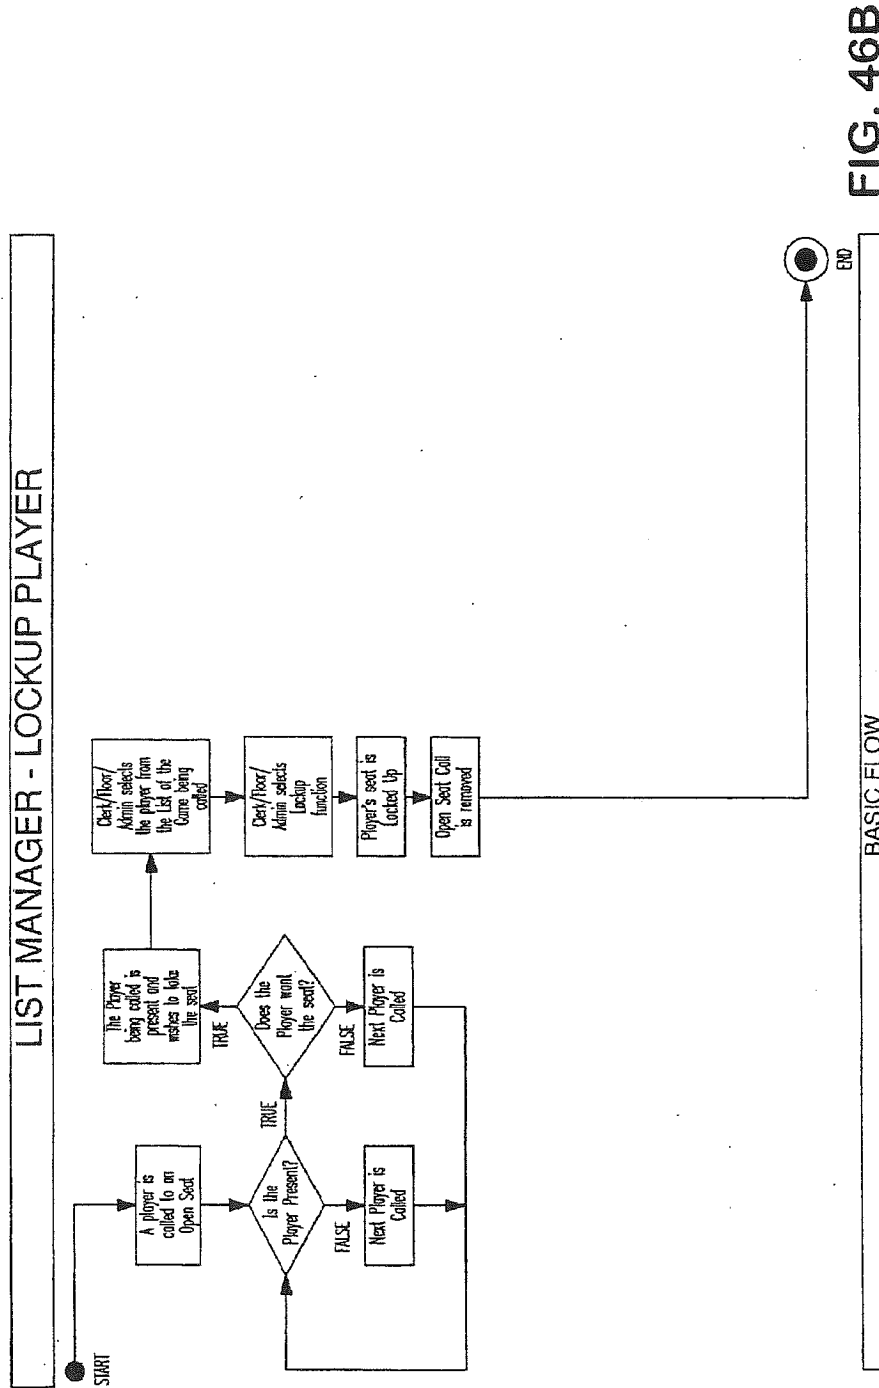 LIST MANAGER - LOCKUP PLAYER
START
A player is
called to an
Open Seat
Is the
Player Present?
TRUE
FALSE
Next Player is
Called
Does the
Player want
the seat?
TRUE
FALSE
Next Player is
Called
The Player
being called is
present and
wishes to take
the seat
Clerk/Floor/
Admin selects
the player from
the List of the
Game being
called
Clerk/Floor/
Admin selects
Lockup
function
Player's seat is
Locked Up
Open Seat Call
is removed
END
BASIC FLOW
FIG. 46B